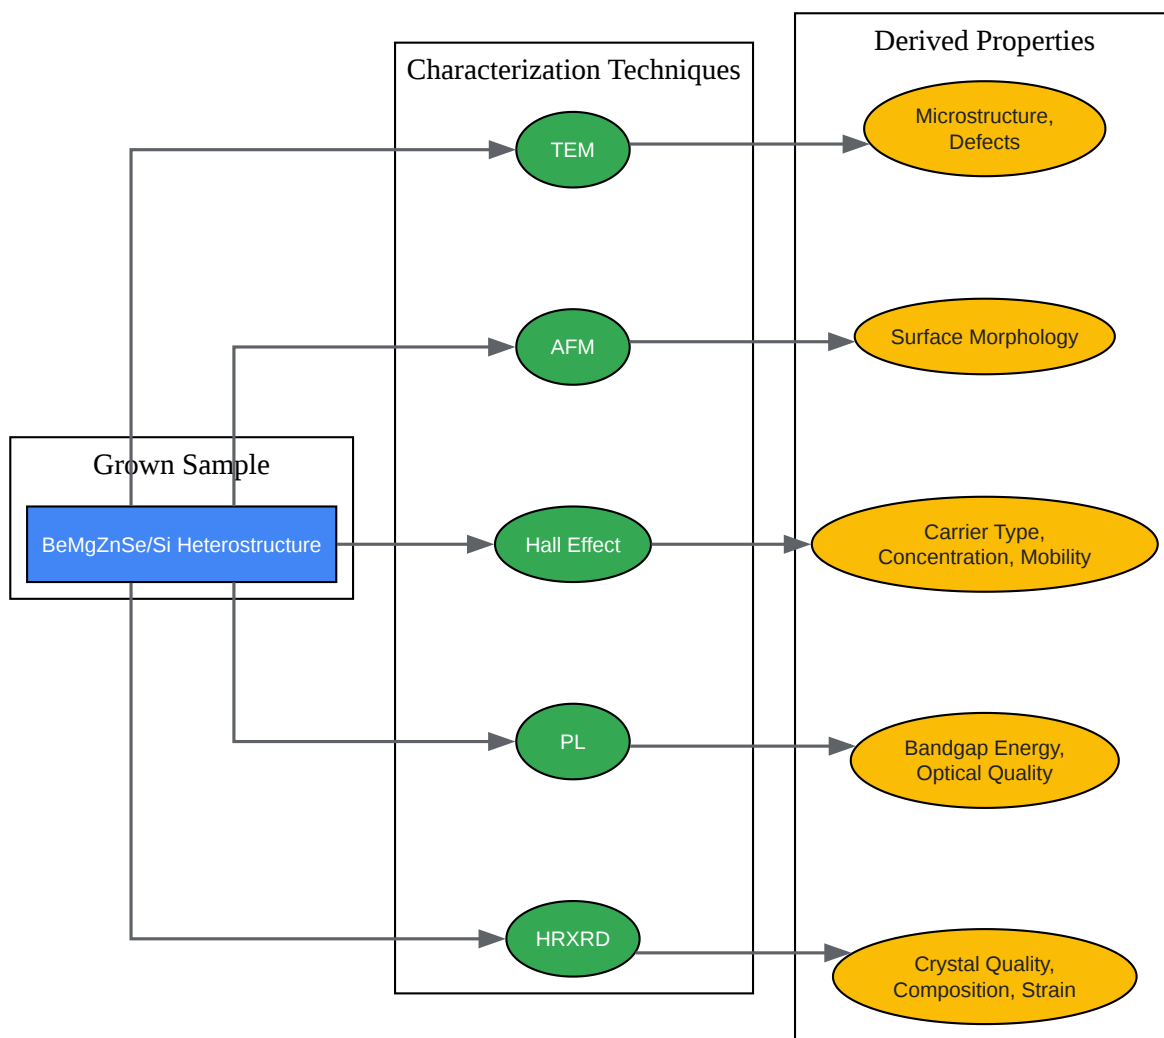 Grown Sample
BeMgZnSe/Si Heterostructure
Characterization Techniques
TEM
AFM
Hall Effect
PL
HRXRD
Derived Properties
Microstructure,
Defects
Surface Morphology
Carrier Type,
Concentration, Mobility
Bandgap Energy,
Optical Quality
Crystal Quality,
Composition, Strain